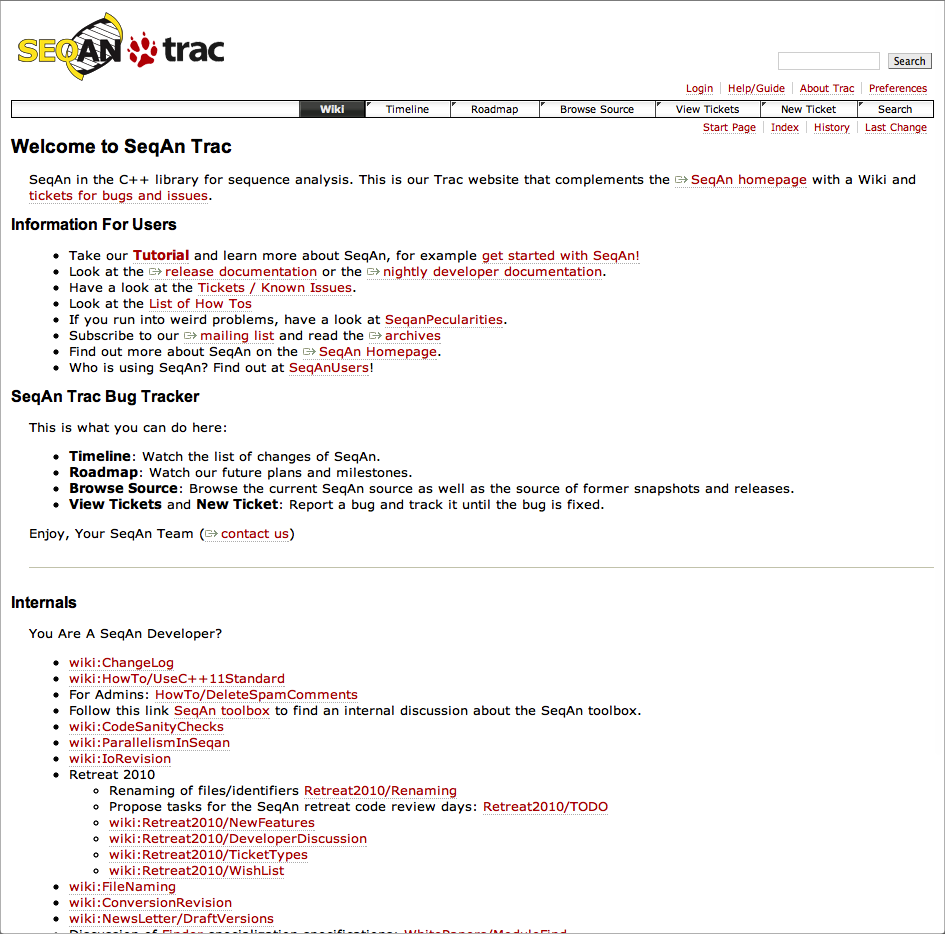 SEQAN trac
Search
Login Help/Guide About Trac Preferences
Wiki Timeline Roadmap Browse Source View Tickets New Ticket Search
Start Page Index History Last Change
Welcome to SeqAn Trac
SeqAn in the C++ library for sequence analysis. This is our Trac website that complements the SeqAn homepage with a Wiki and
tickets for bugs and issues.
Information For Users
Take our Tutorial and learn more about SeqAn, for example get started with SeqAn!
Look at the release documentation or the nightly developer documentation.
Have a look at the Tickets / Known Issues.
Look at the List of How Tos
If you run into weird problems, have a look at SeqanPecularities.
Subscribe to our mailing list and read the archives
Find out more about SeqAn on the SeqAn Homepage.
Who is using SeqAn? Find out at SeqAnUsers!
SeqAn Trac Bug Tracker
This is what you can do here:
Timeline: Watch the list of changes of SeqAn.
Roadmap: Watch our future plans and milestones.
Browse Source: Browse the current SeqAn source as well as the source of former snapshots and releases.
View Tickets and New Ticket: Report a bug and track it until the bug is fixed.
Enjoy, Your SeqAn Team (contact us)
Internals
You Are A SeqAn Developer?
wiki:ChangeLog
wiki:HowTo/UseC++11Standard
For Admins: HowTo/DeleteSpamComments
Follow this link SeqAn toolbox to find an internal discussion about the SeqAn toolbox.
wiki:CodeSanityChecks
wiki:ParallelismInSeqan
wiki:IoRevision
Retreat 2010
Renaming of files/identifiers Retreat2010/Renaming
Propose tasks for the SeqAn retreat code review days: Retreat2010/TODO
wiki:Retreat2010/NewFeatures
wiki:Retreat2010/DeveloperDiscussion
wiki:Retreat2010/TicketTypes
wiki:Retreat2010/WishList
wiki:FileNaming
wiki:ConversionRevision
wiki:NewsLetter/DraftVersions
Discussion of Finder specialization specifications: WhitePapers/ModuleFind